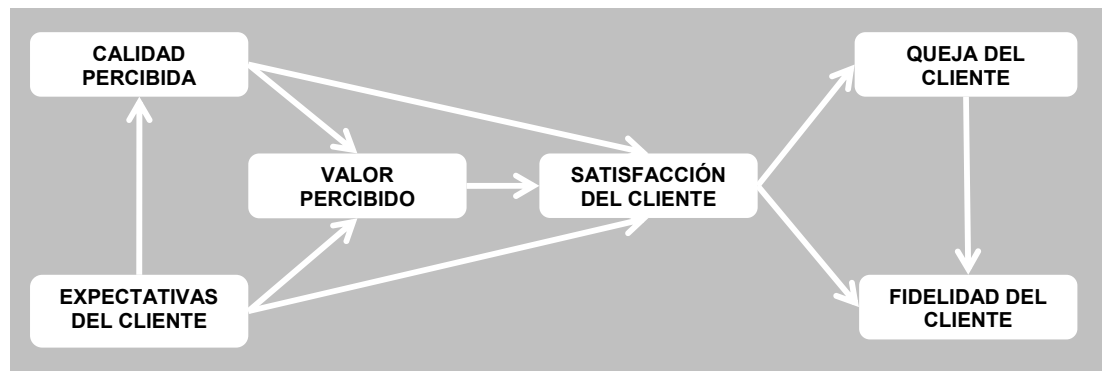 CALIDAD
PERCIBIDA
QUEJA DEL
CLIENTE
VALOR
PERCIBIDO
SATISFACCIÓN
DEL CLIENTE
EXPECTATIVAS
DEL CLIENTE
FIDELIDAD DEL
CLIENTE